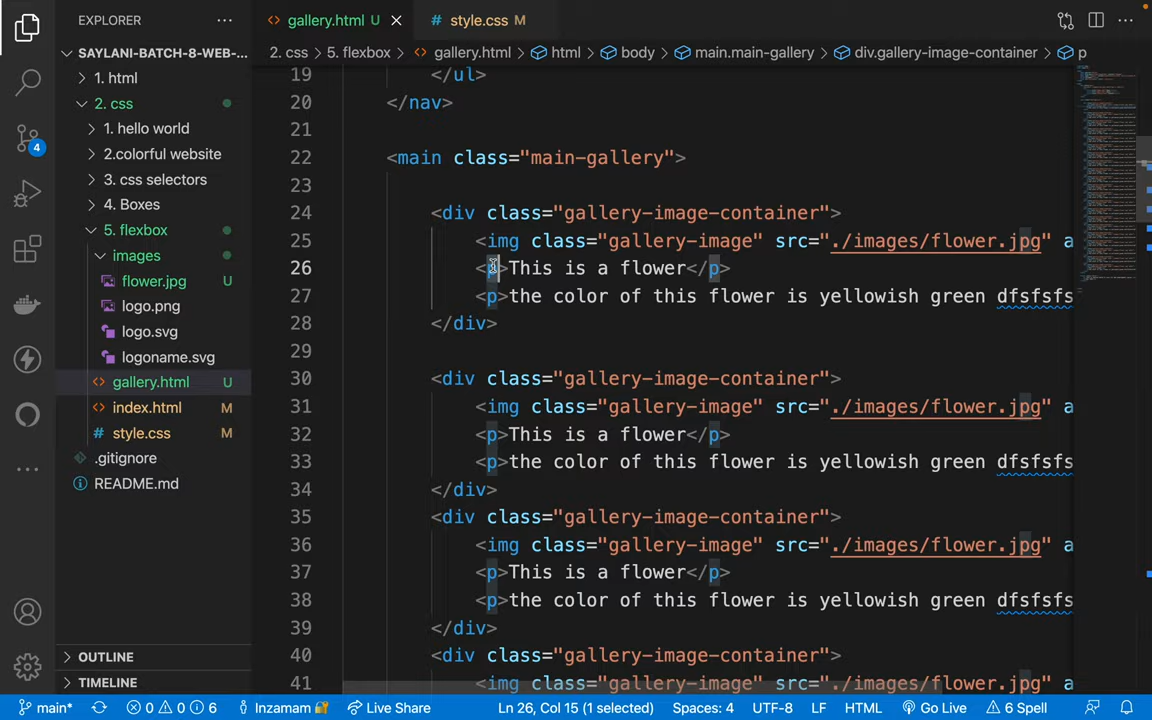 EXPLORER
gallery.html U
style.css M
2. css > 5. flexbox > gallery.html > html > body > main.main-gallery > div.gallery-image-container > p
SAYLANI-BATCH-8-WEB-...
1. html
2. css
1. hello world
2.colorful website
3. css selectors
4. Boxes
5. flexbox
images
flower.jpg U
logo.png
logo.svg
logoname.svg
gallery.html U
index.html M
style.css M
.gitignore
README.md
OUTLINE
TIMELINE
4
19 </ul>
20 </nav>
21
22 <main class="main-gallery">
23
24 <div class="gallery-image-container">
25 <img class="gallery-image" src="./images/flower.jpg" a
26 <p>This is a flower</p>
27 <p>the color of this flower is yellowish green dfsfsfs
28 </div>
29
30 <div class="gallery-image-container">
31 <img class="gallery-image" src="./images/flower.jpg" a
32 <p>This is a flower</p>
33 <p>the color of this flower is yellowish green dfsfsfs
34 </div>
35 <div class="gallery-image-container">
36 <img class="gallery-image" src="./images/flower.jpg" a
37 <p>This is a flower</p>
38 <p>the color of this flower is yellowish green dfsfsfs
39 </div>
40 <div class="gallery-image-container">
41 <img class="gallery-image" src="./images/flower.jpg" a
main* 0 0 6 Inzamam Live Share Ln 26, Col 15 (1 selected) Spaces: 4 UTF-8 LF HTML Go Live 6 Spell